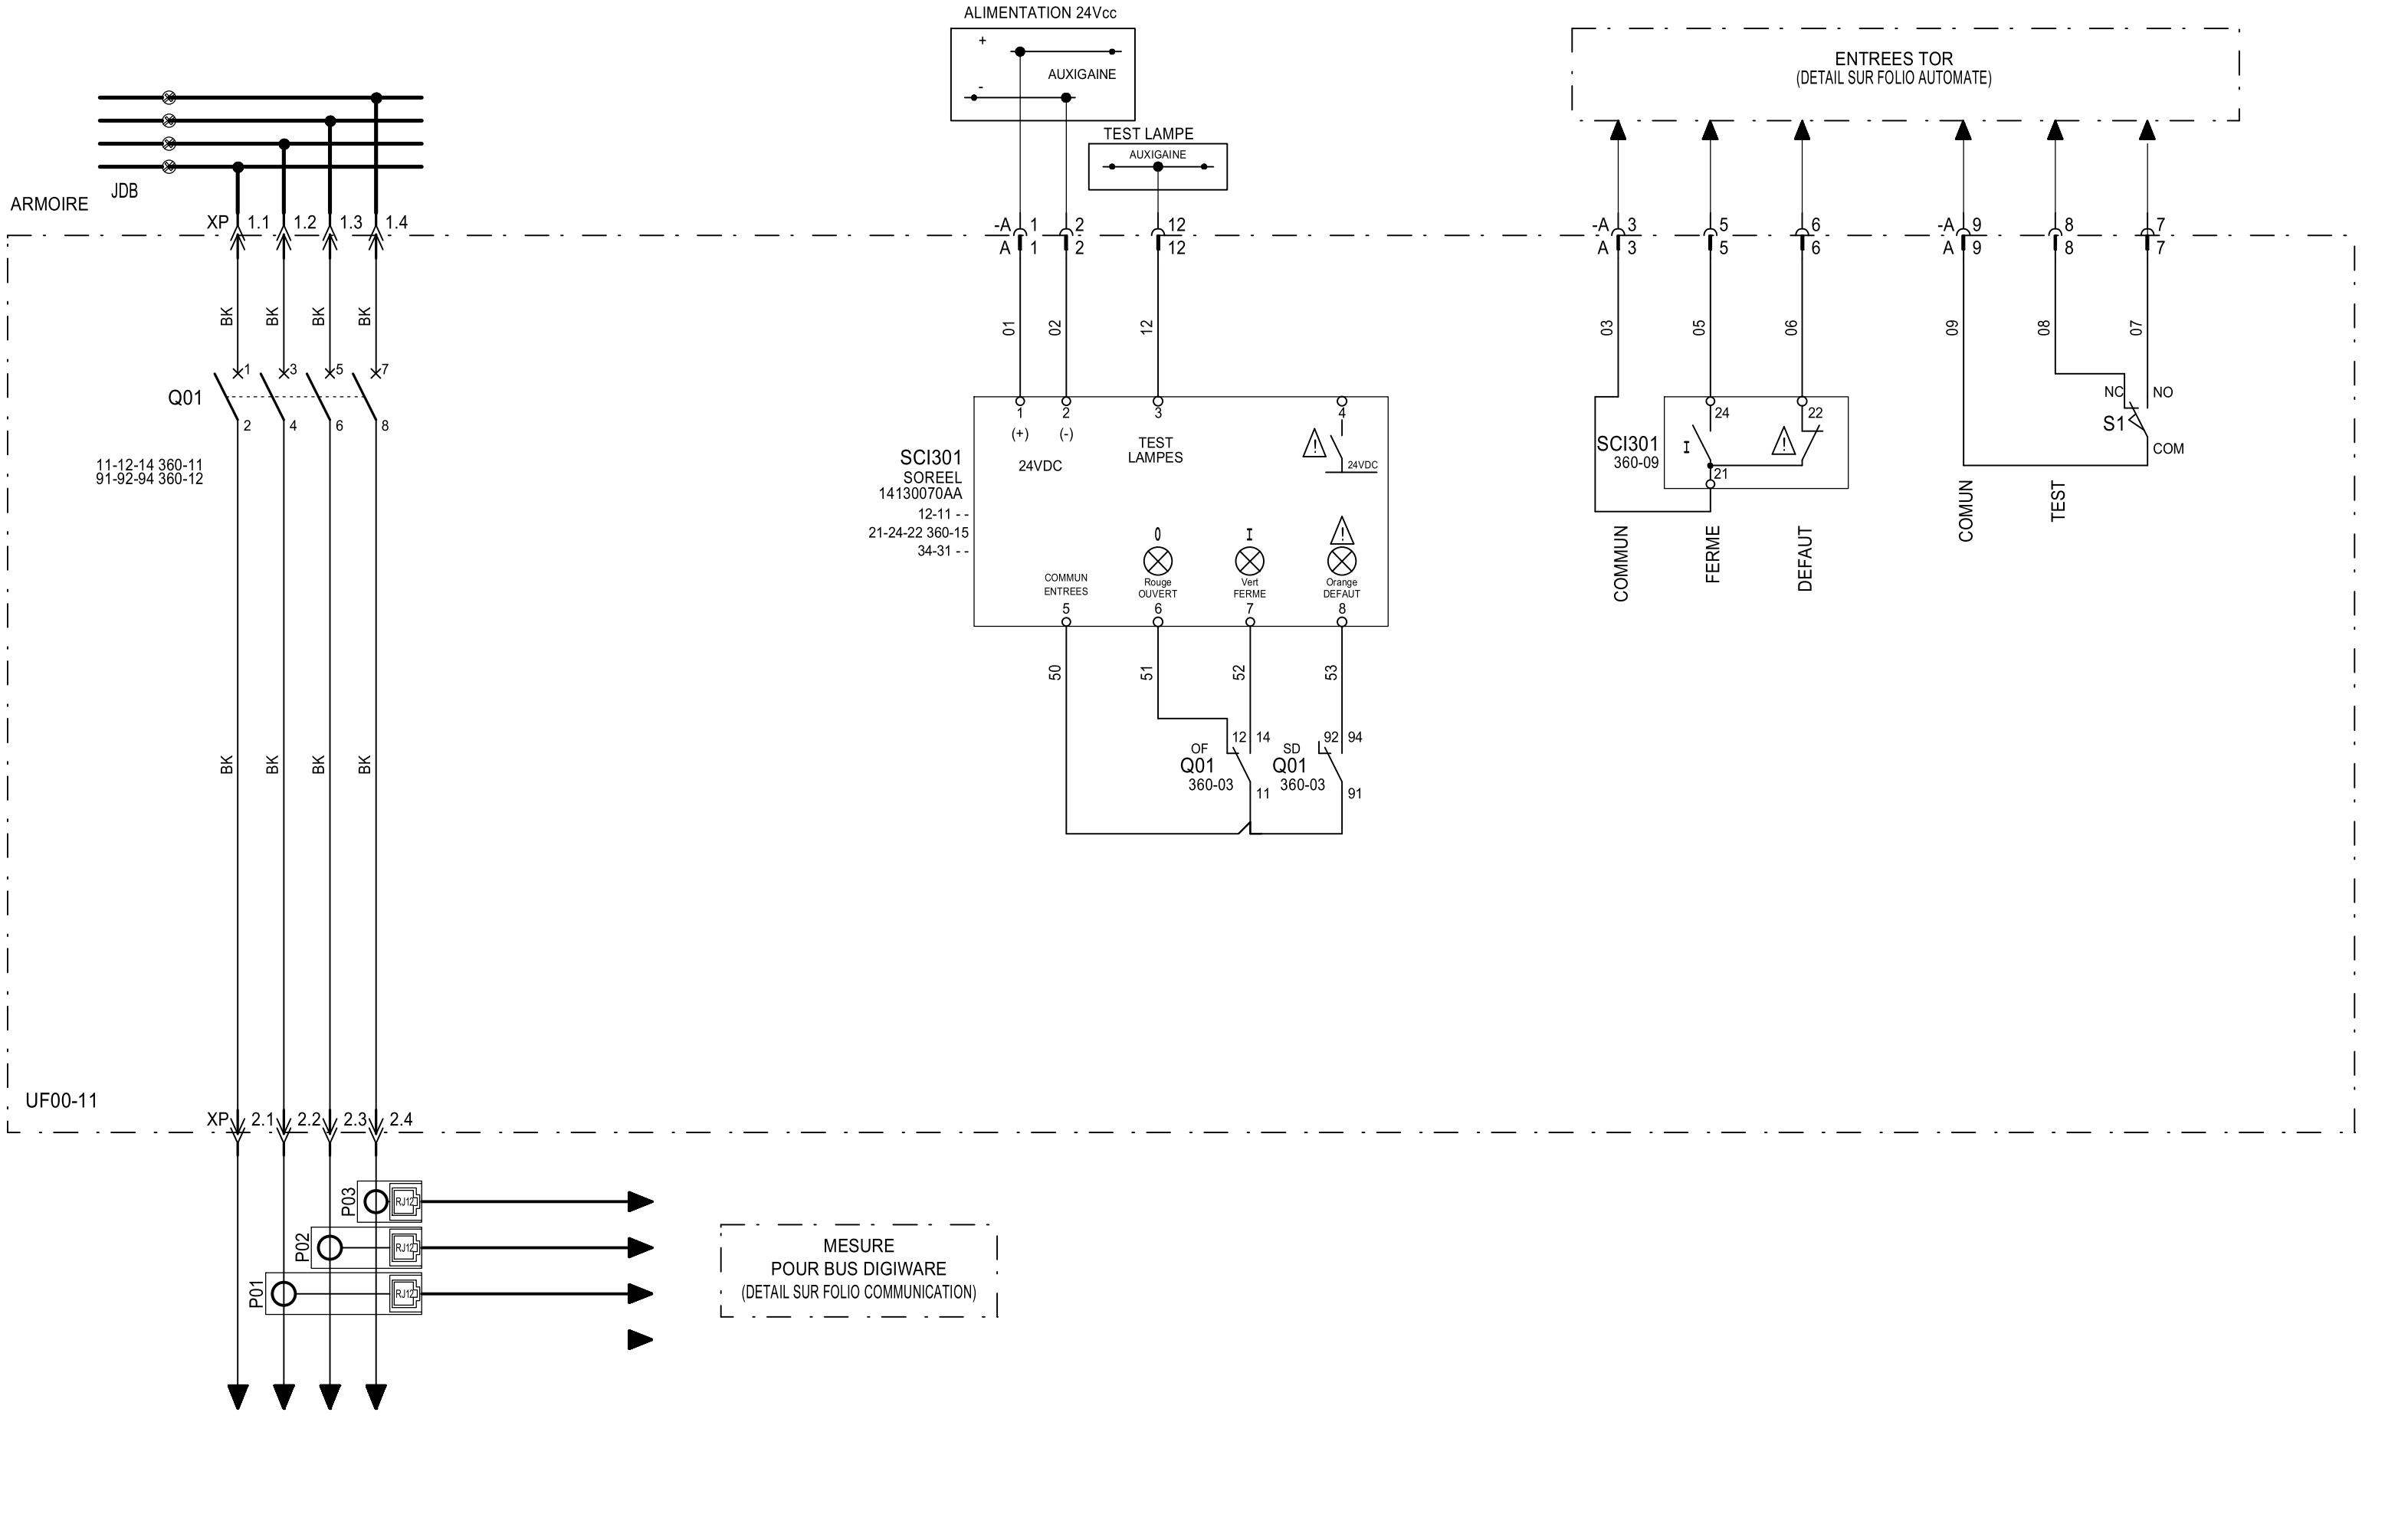 ALIMENTATION 24Vcc
+
AUXIGAINE
-
TEST LAMPE
AUXIGAINE
ENTREES TOR
(DETAIL SUR FOLIO AUTOMATE)
JDB
ARMOIRE
XP 1.1 1.2 1.3 1.4
-A 1 2 12
A 1 2 12
-A 3 5 6
A 3 5 6
-A 9 8 7
A 9 8 7
BK BK BK BK
01 02 12
03 05 06
09 08 07
1 3 5 7
Q01
2 4 6 8
11-12-14 360-11
91-92-94 360-12
1 2 3 4
(+) (-)
24VDC
TEST
LAMPES
!
24VDC
SCI301
SOREEL
14130070AA
12-11 - -
21-24-22 360-15
34-31 - -
0 I !
COMMUN
ENTREES
Rouge
OUVERT
Vert
FERME
Orange
DEFAUT
5 6 7 8
24 22
SCI301
360-09
I !
21
NC NO
S1
COM
COMMUN
FERME
DEFAUT
COMUN
TEST
50 51 52 53
12 14
OF
Q01
360-03
11
92 94
SD
Q01
360-03
91
BK BK BK BK
UF00-11
XP 2.1 2.2 2.3 2.4
P03 RJ12
P02 RJ12
P01 RJ12
MESURE
POUR BUS DIGIWARE
(DETAIL SUR FOLIO COMMUNICATION)